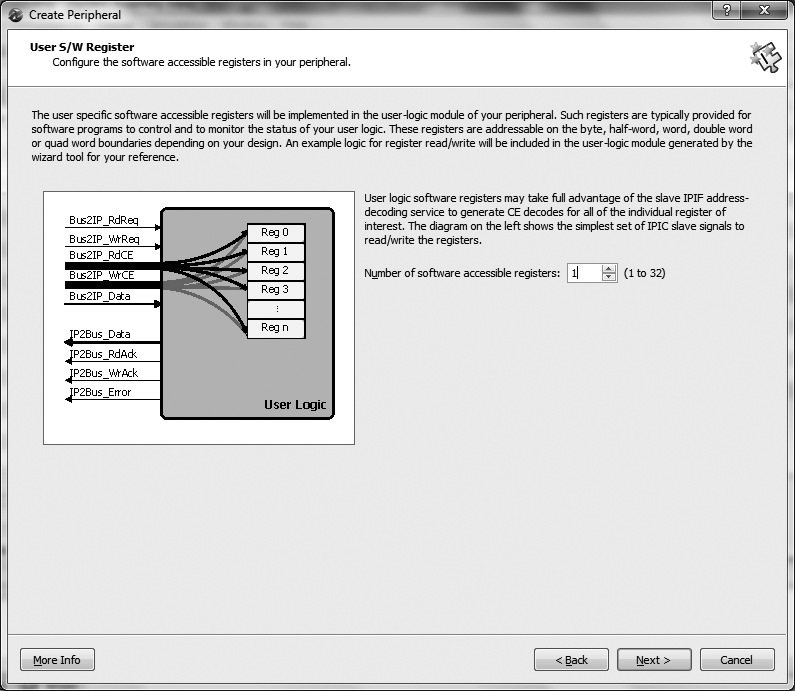 Create Peripheral
?
User S/W Register
Configure the software accessible registers in your peripheral.
The user specific software accessible registers will be implemented in the user-logic module of your peripheral. Such registers are typically provided for
software programs to control and to monitor the status of your user logic. These registers are addressable on the byte, half-word, word, double word
or quad word boundaries depending on your design. An example logic for register read/write will be included in the user-logic module generated by the
wizard tool for your reference.
Bus2IP_RdReq
Bus2IP_WrReq
Bus2IP_RdCE
Bus2IP_WrCE
Bus2IP_Data
IP2Bus_Data
IP2Bus_RdAck
IP2Bus_WrAck
IP2Bus_Error
Reg 0
Reg 1
Reg 2
Reg 3
⋮
Reg n
User Logic
User logic software registers may take full advantage of the slave IPIF address-
decoding service to generate CE decodes for all of the individual register of
interest. The diagram on the left shows the simplest set of IPIC slave signals to
read/write the registers.
Number of software accessible registers: 1 (1 to 32)
More Info
< Back
Next >
Cancel